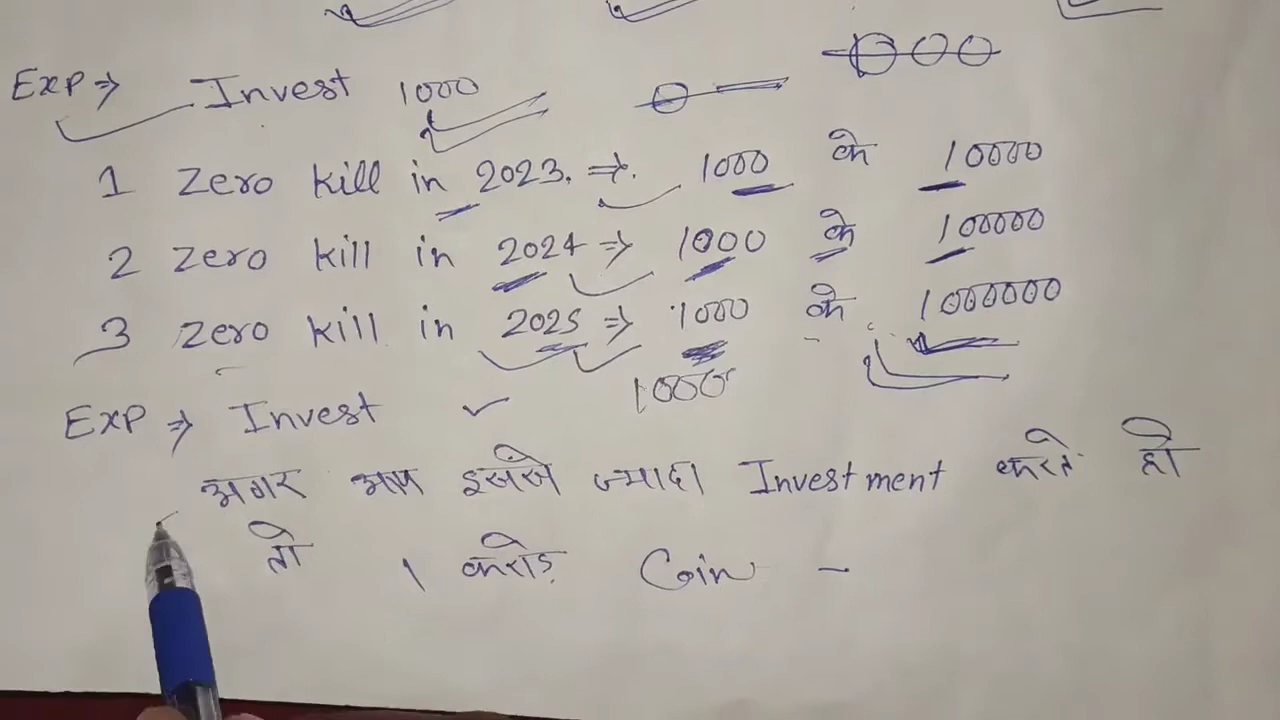 Exp ⇒ Invest 1000
1 Zero kill in 2023. ⇒. 1000 के 10000
2 Zero kill in 2024 ⇒ 1000 के 100000
3 Zero kill in 2025 ⇒ 1000 के 1000000
1000
Exp ⇒ Invest ✓
अगर आप इससे ज्यादा Investment करते हो
तो 1 करोड़ Coin -